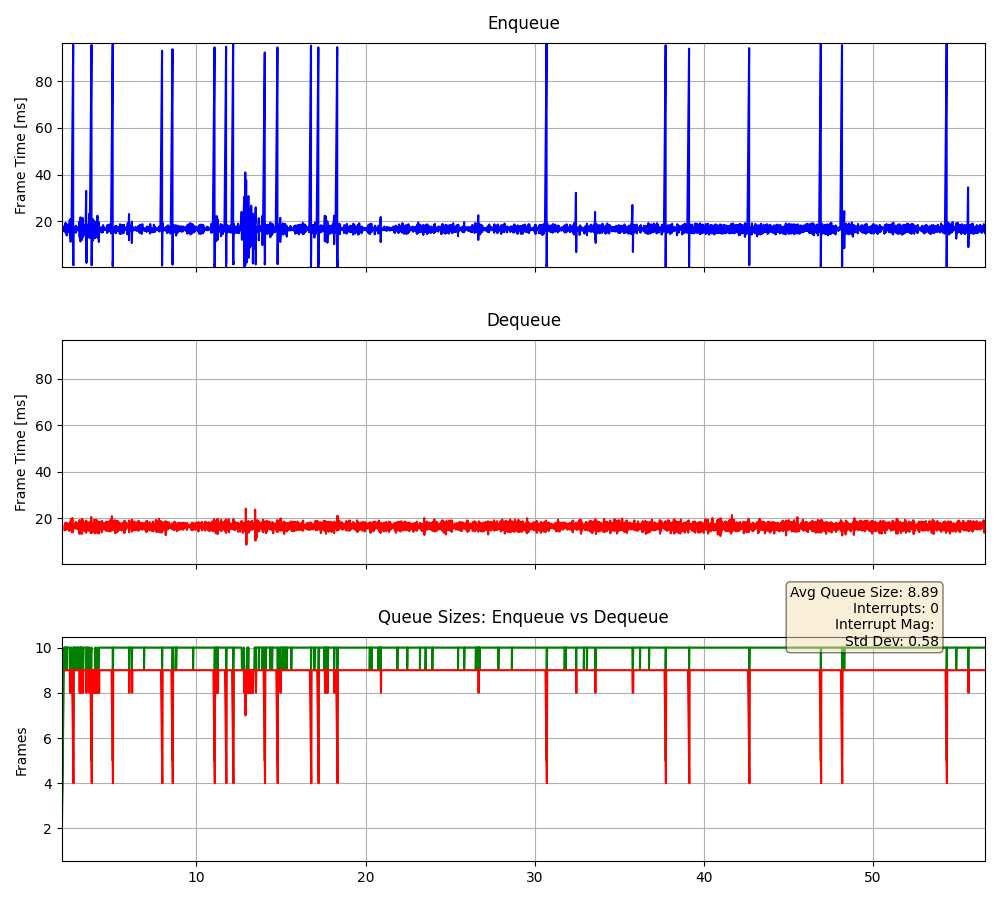 Enqueue
Frame Time [ms]
80
60
40
20
Dequeue
Frame Time [ms]
80
60
40
20
Avg Queue Size: 8.89
Interrupts: 0
Interrupt Mag:
Std Dev: 0.58
Queue Sizes: Enqueue vs Dequeue
Frames
10
8
6
4
2
10 20 30 40 50